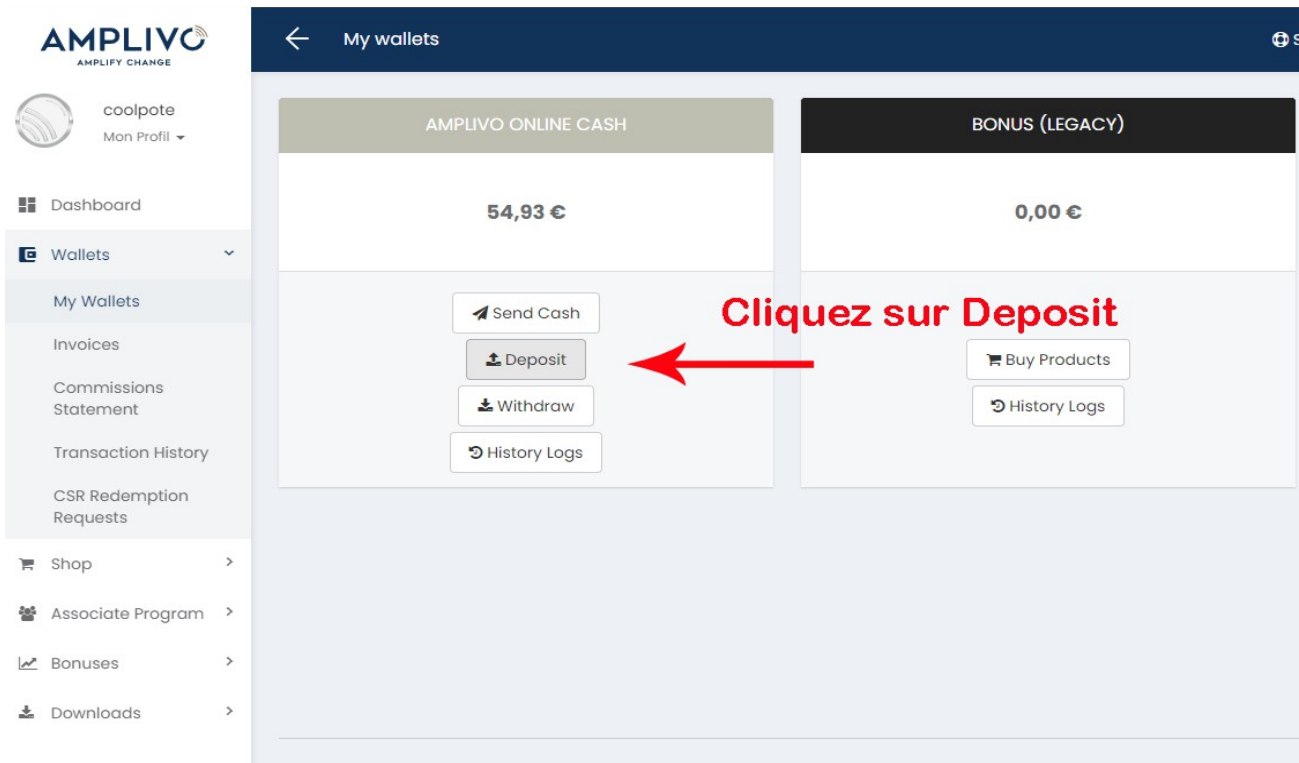 AMPLIVO
AMPLIFY CHANGE
coolpote
Mon Profil
Dashboard
Wallets
My Wallets
Invoices
Commissions
Statement
Transaction History
CSR Redemption
Requests
Shop
Associate Program
Bonuses
Downloads
My wallets
S
AMPLIVO ONLINE CASH
54,93 €
Send Cash
Deposit
Withdraw
History Logs
Cliquez sur Deposit
BONUS (LEGACY)
0,00 €
Buy Products
History Logs